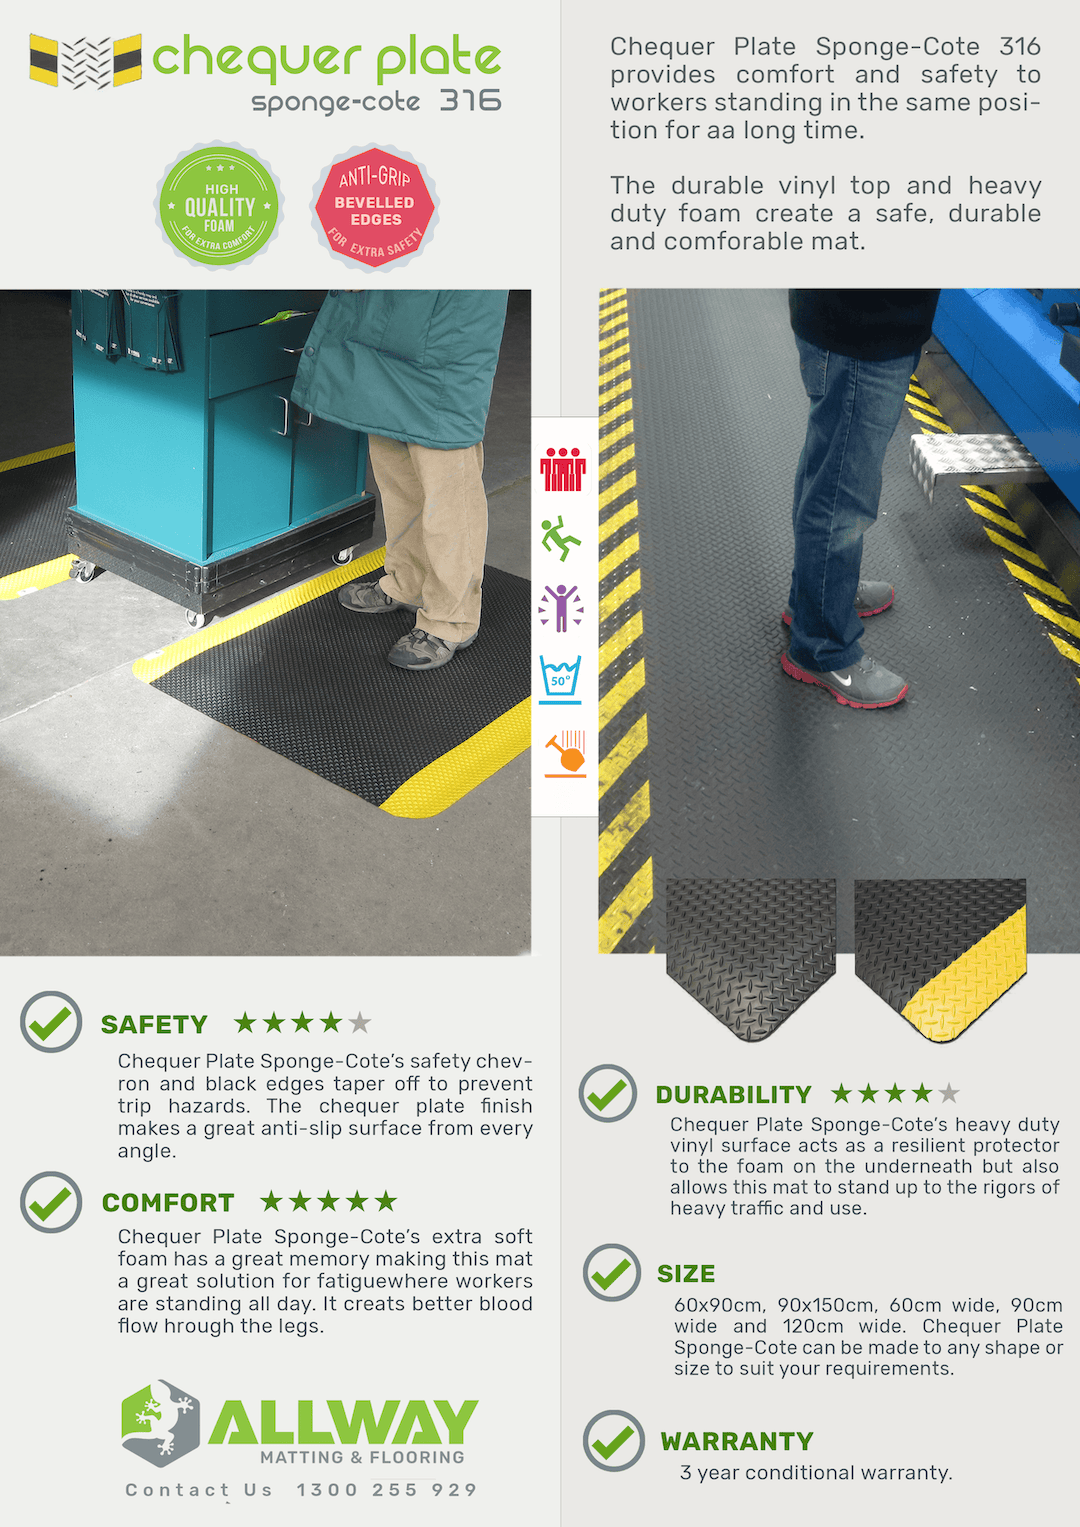 chequer plate
sponge-cote 316
HIGH
QUALITY
FOAM
FOR EXTRA COMFORT
ANTI-GRIP
BEVELLED
EDGES
FOR EXTRA SAFETY
Chequer Plate Sponge-Cote 316
provides comfort and safety to
workers standing in the same posi-
tion for aa long time.
The durable vinyl top and heavy
duty foam create a safe, durable
and comforable mat.
50°
SAFETY
Chequer Plate Sponge-Cote's safety chev-
ron and black edges taper off to prevent
trip hazards. The chequer plate finish
makes a great anti-slip surface from every
angle.
COMFORT
Chequer Plate Sponge-Cote's extra soft
foam has a great memory making this mat
a great solution for fatiguewhere workers
are standing all day. It creats better blood
flow hrough the legs.
ALLWAY
MATTING & FLOORING
Contact Us 1300 255 929
DURABILITY
Chequer Plate Sponge-Cote's heavy duty
vinyl surface acts as a resilient protector
to the foam on the underneath but also
allows this mat to stand up to the rigors of
heavy traffic and use.
SIZE
60x90cm, 90x150cm, 60cm wide, 90cm
wide and 120cm wide. Chequer Plate
Sponge-Cote can be made to any shape or
size to suit your requirements.
WARRANTY
3 year conditional warranty.